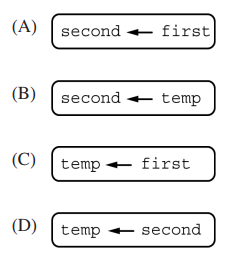 (A) second ← first
(B) second ← temp
(C) temp ← first
(D) temp ← second